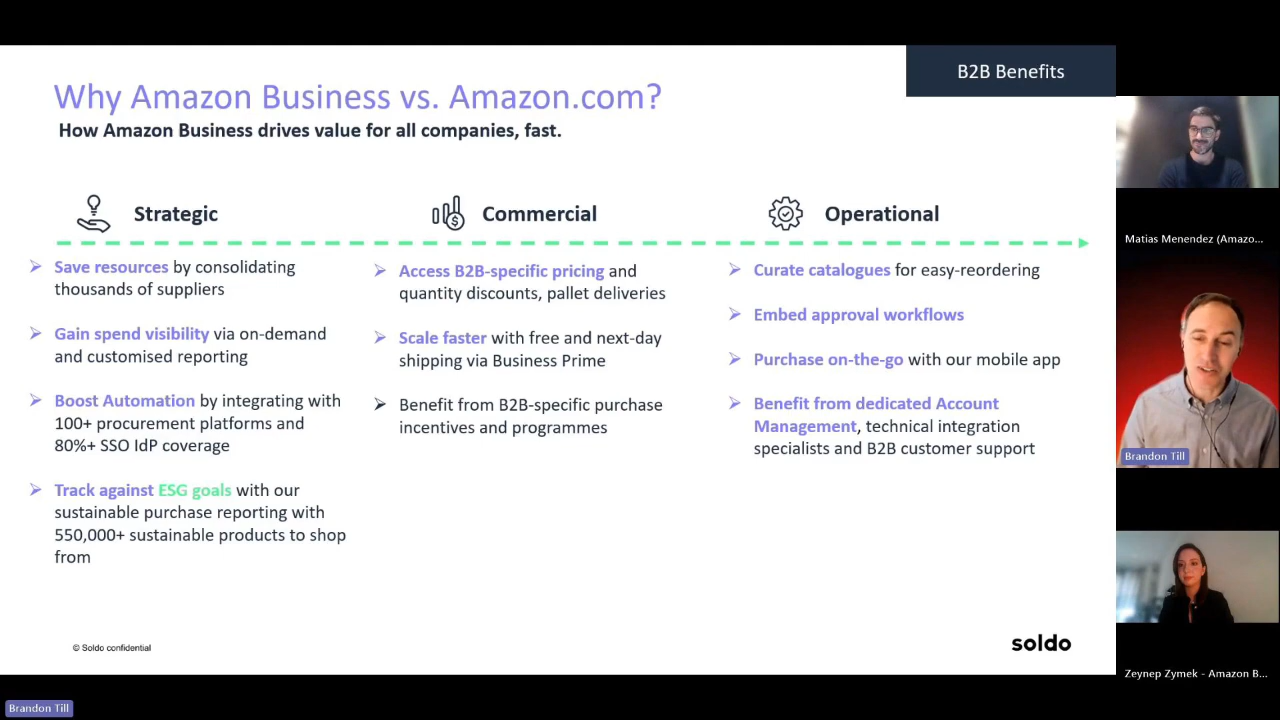 B2B Benefits
Why Amazon Business vs. Amazon.com?
How Amazon Business drives value for all companies, fast.
Strategic
Save resources by consolidating
thousands of suppliers
Gain spend visibility via on-demand
and customised reporting
Boost Automation by integrating with
100+ procurement platforms and
80%+ SSO IdP coverage
Track against ESG goals with our
sustainable purchase reporting with
550,000+ sustainable products to shop
from
Commercial
Access B2B-specific pricing and
quantity discounts, pallet deliveries
Scale faster with free and next-day
shipping via Business Prime
Benefit from B2B-specific purchase
incentives and programmes
Operational
Curate catalogues for easy-reordering
Embed approval workflows
Purchase on-the-go with our mobile app
Benefit from dedicated Account
Management, technical integration
specialists and B2B customer support
© Soldo confidential
soldo
Matias Menendez (Amazo...
Brandon Till
Zeynep Zymek - Amazon B...
Brandon Till